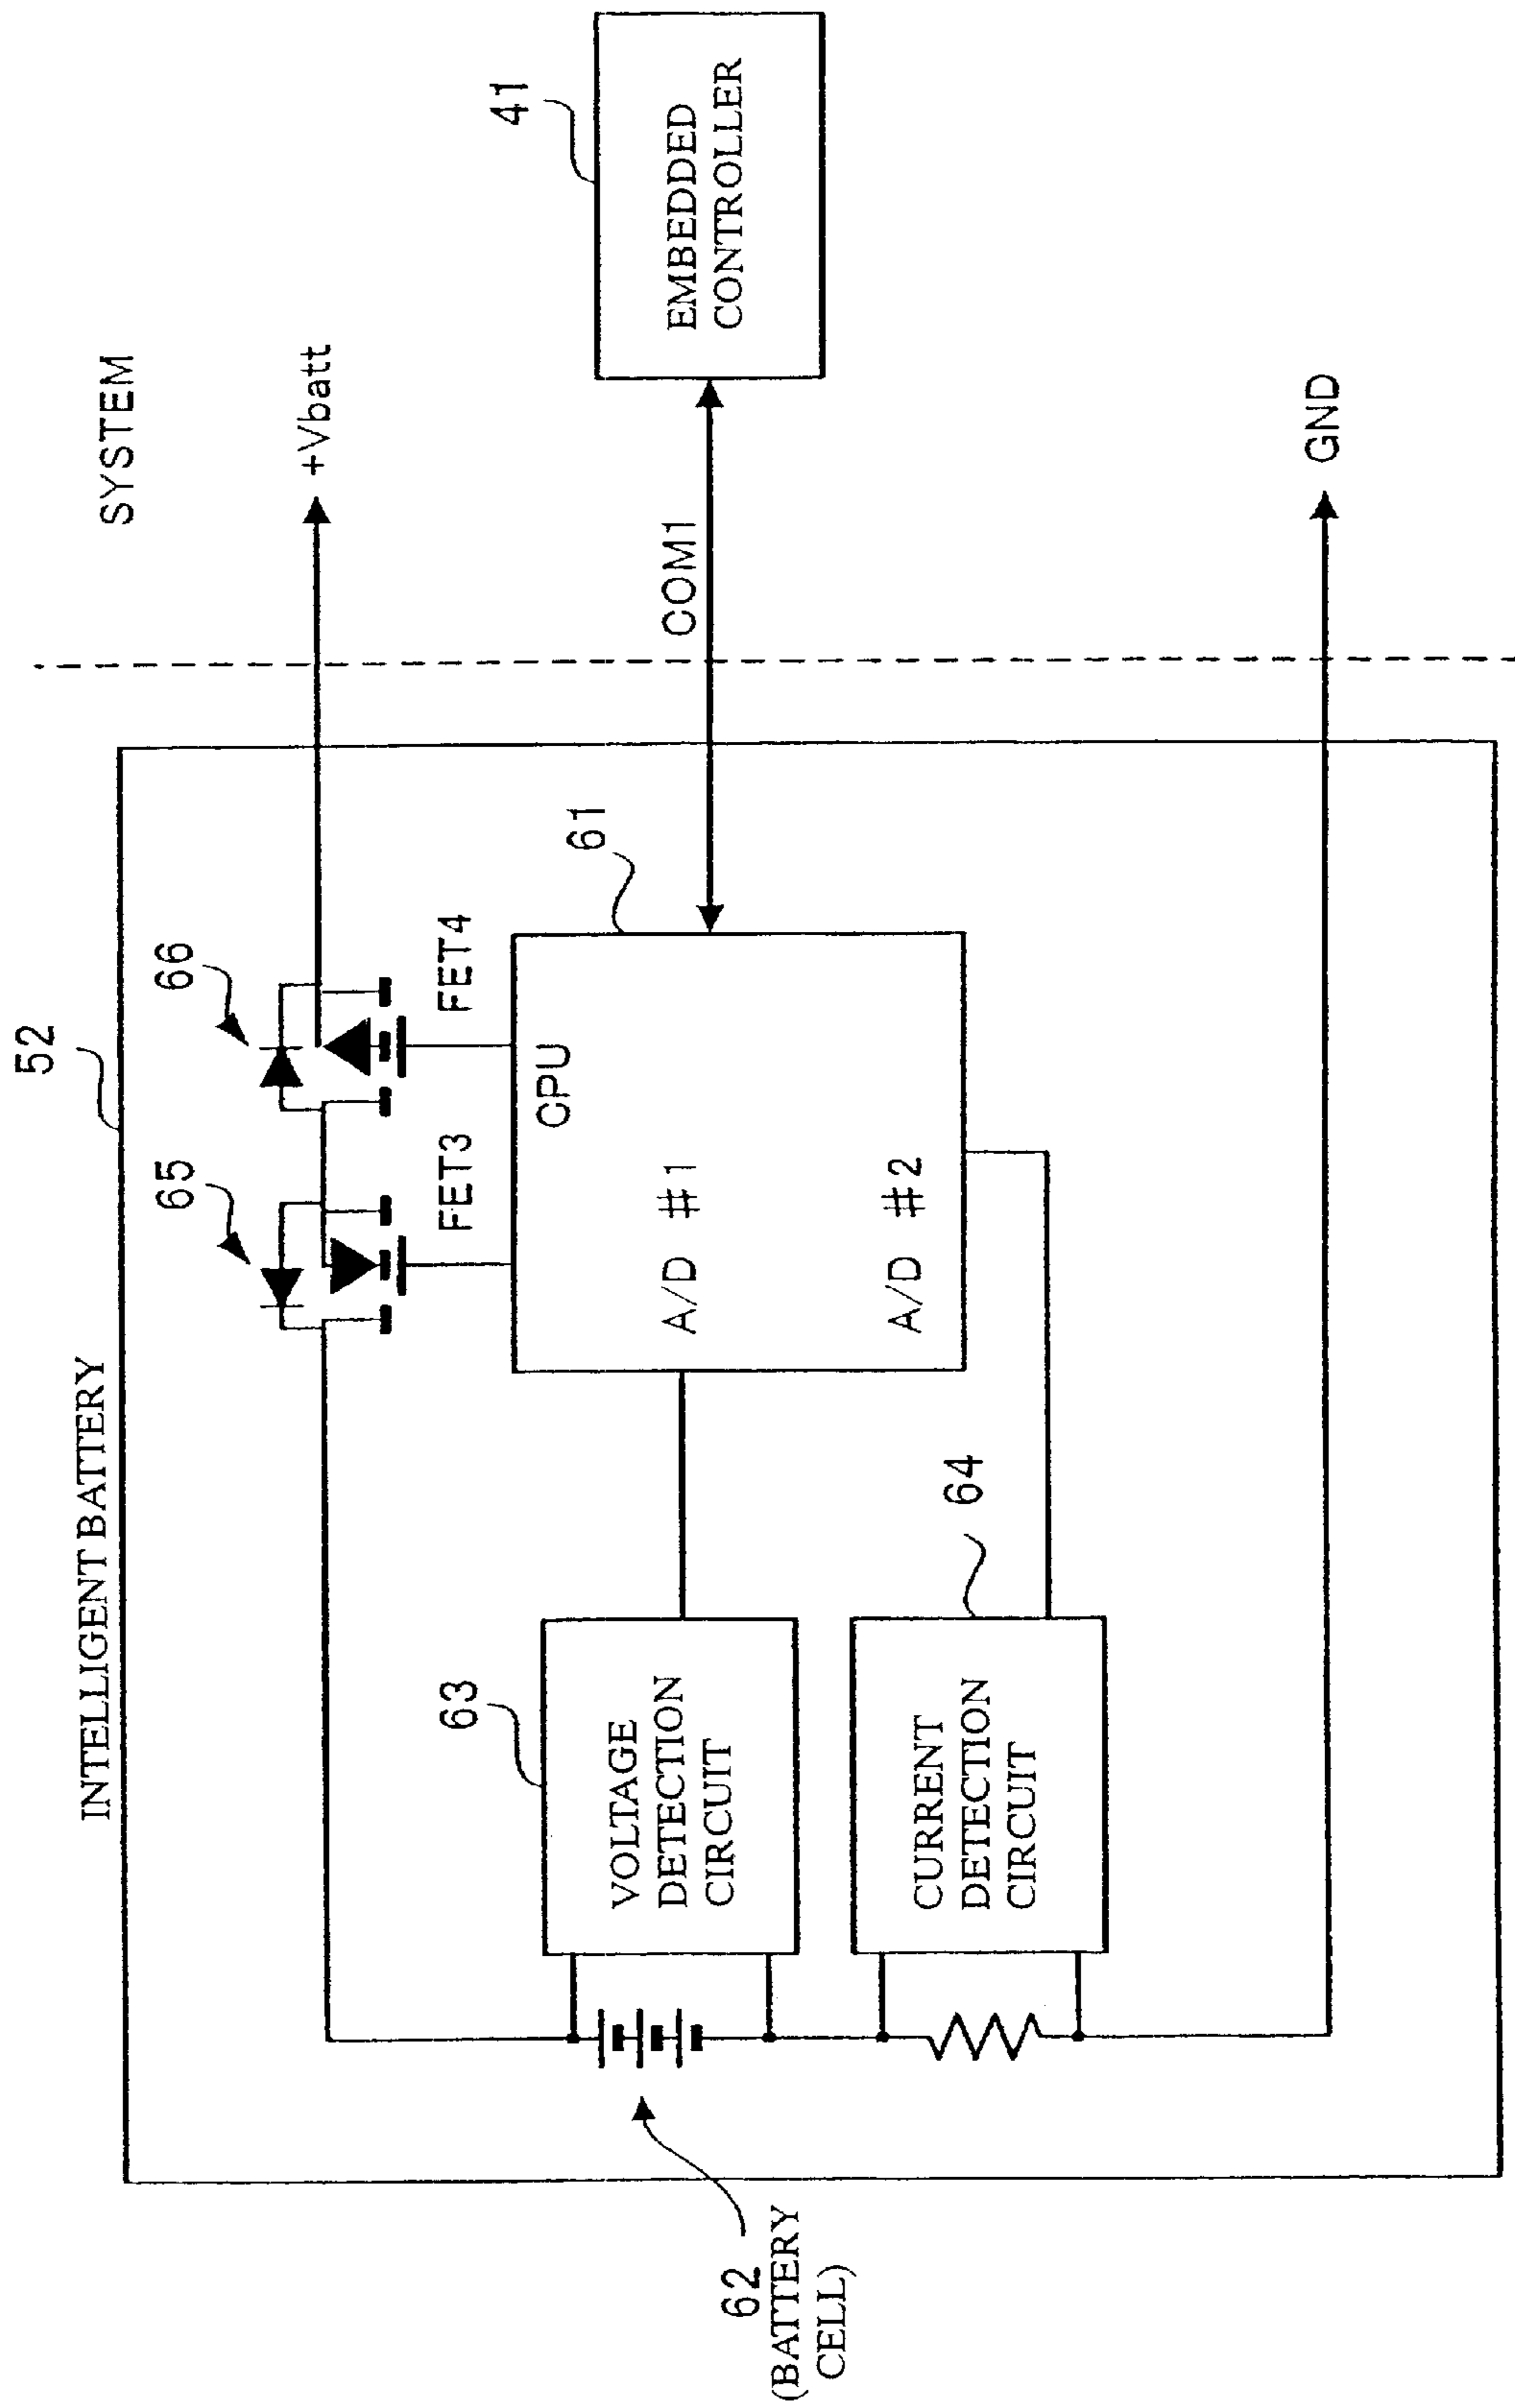 INTELLIGENT BATTERY
52
SYSTEM
65
66
+Vbatt
FET3
FET4
41
EMBEDDED
CONTROLLER
61
CPU
COM1
63
VOLTAGE
DETECTION
CIRCUIT
A/D #1
62
(BATTERY
CELL)
CURRENT
DETECTION
CIRCUIT
64
A/D #2
GND